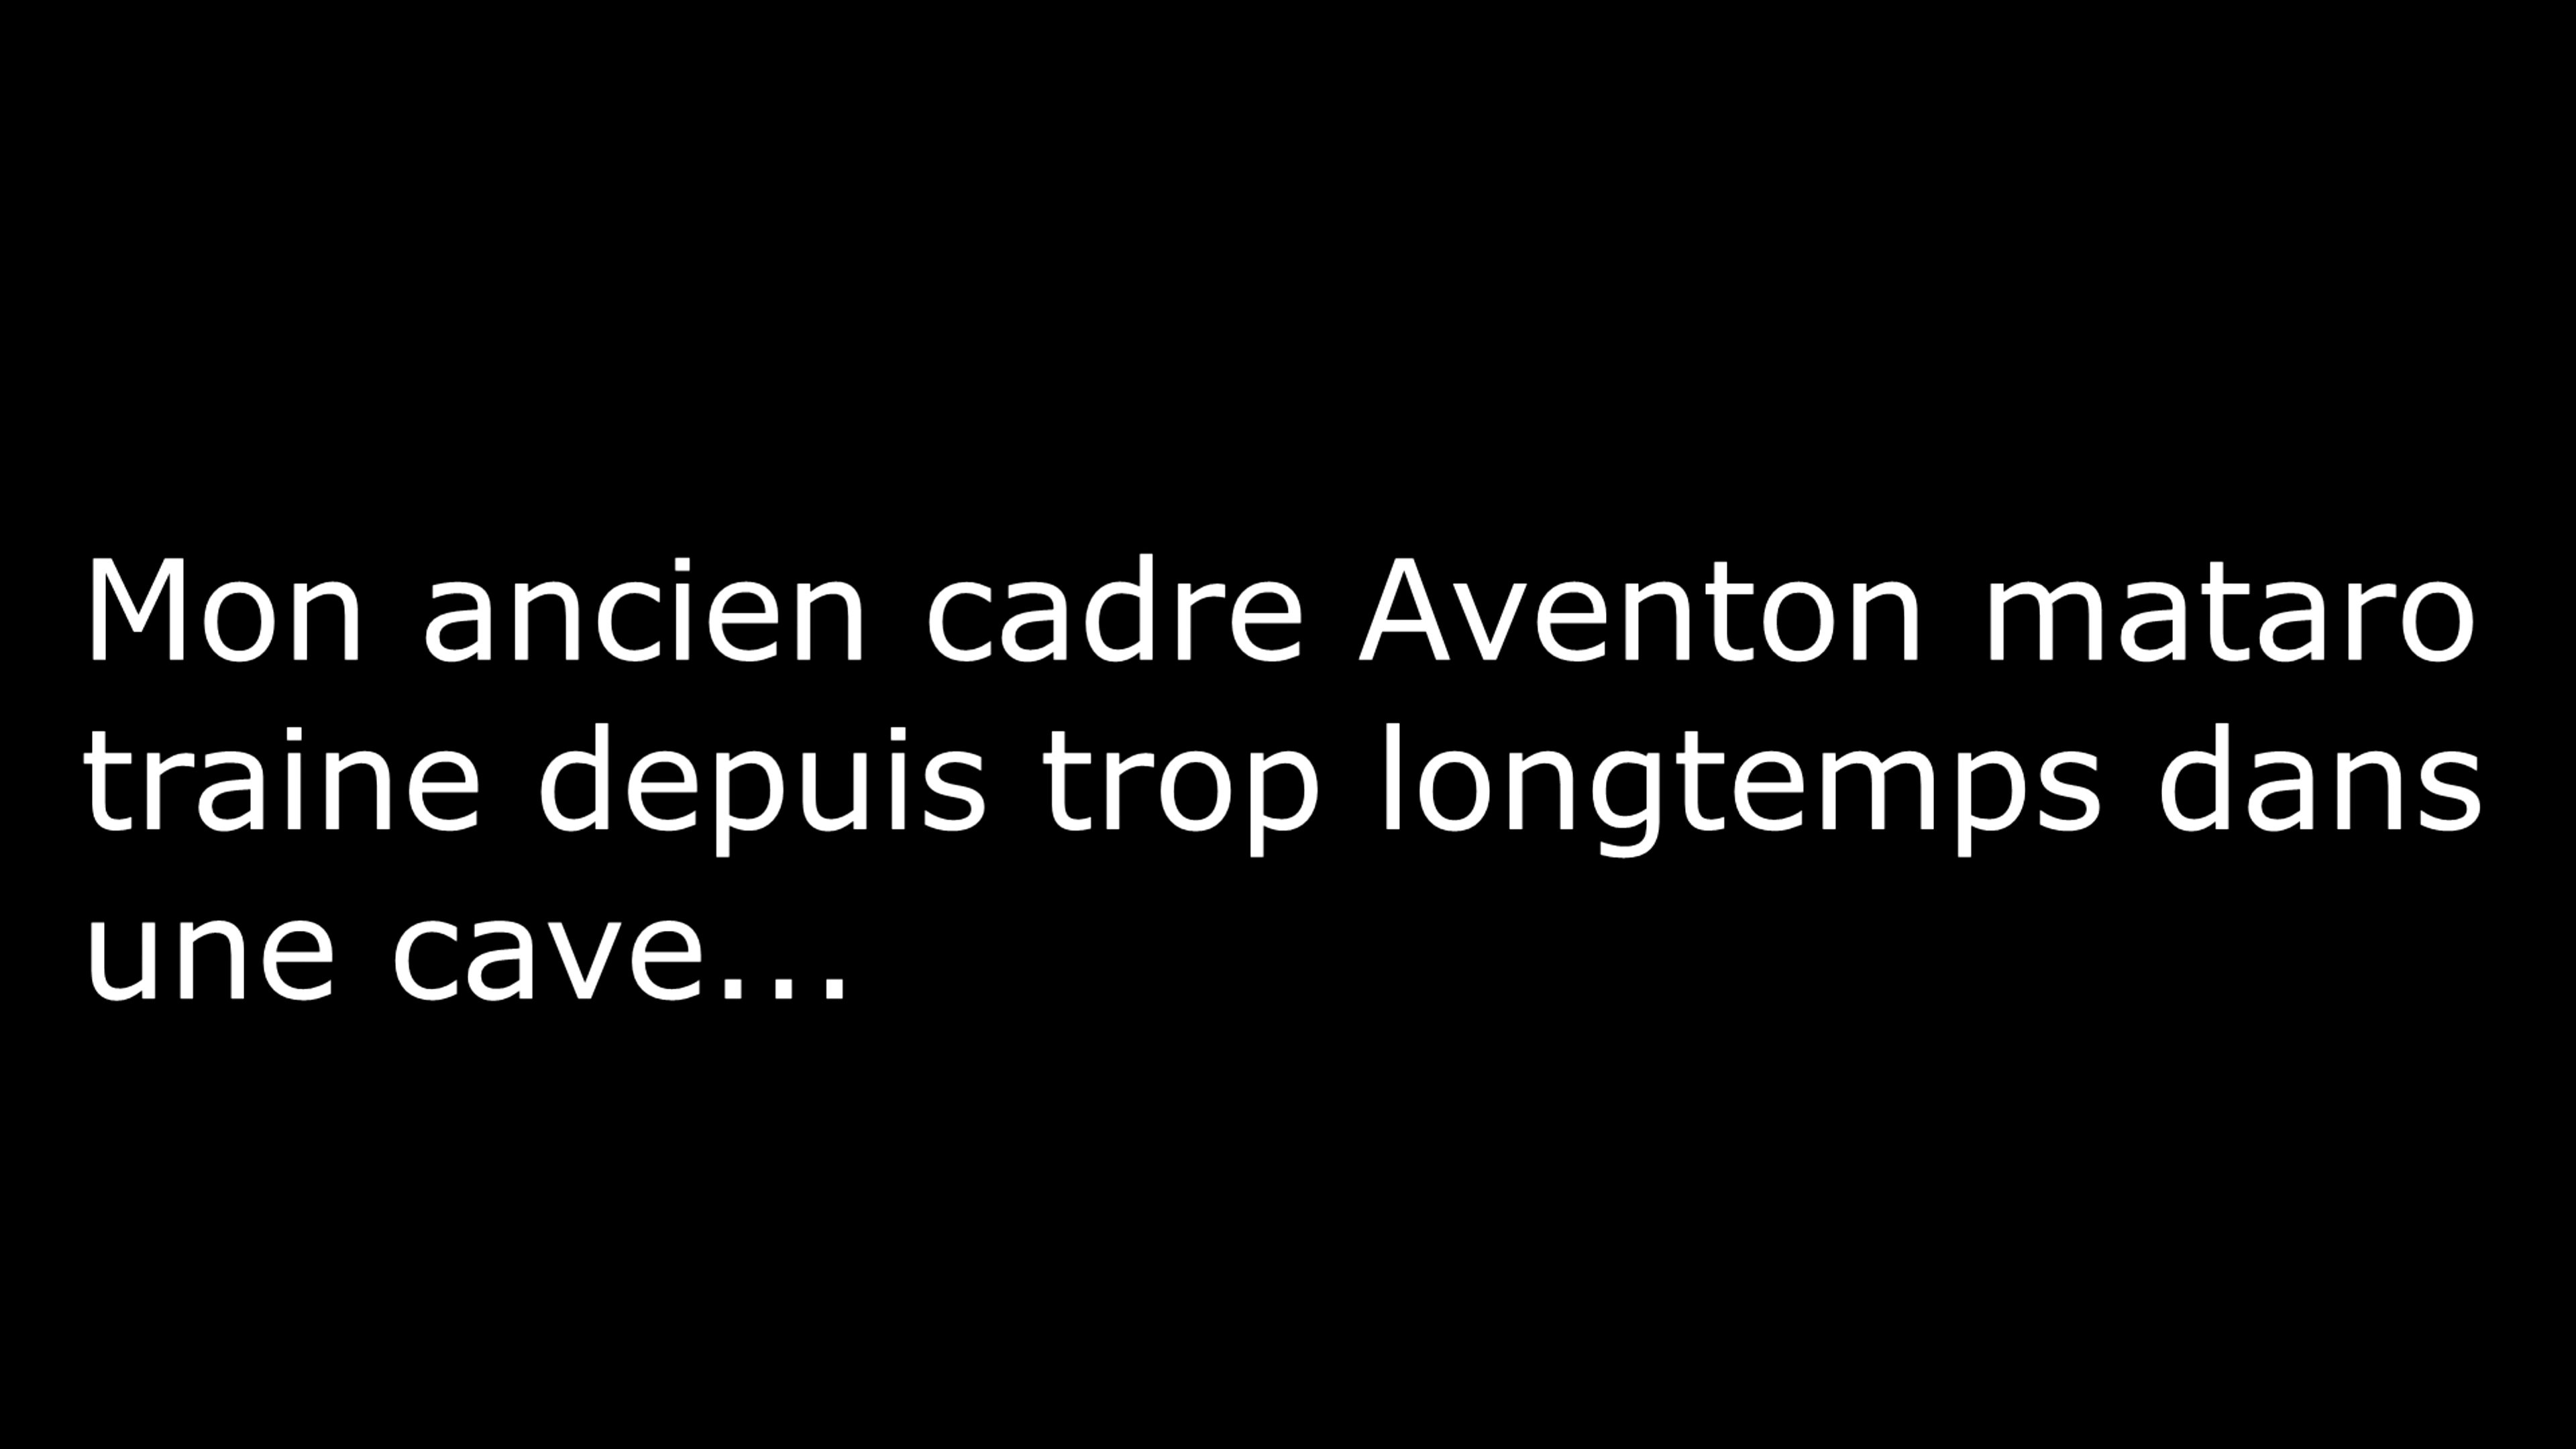 Mon ancien cadre Aventon mataro
traine depuis trop longtemps dans
une cave...